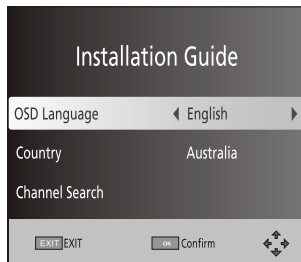 Installation Guide
OSD Language English
Country Australia
Channel Search
EXIT EXIT OK Confirm